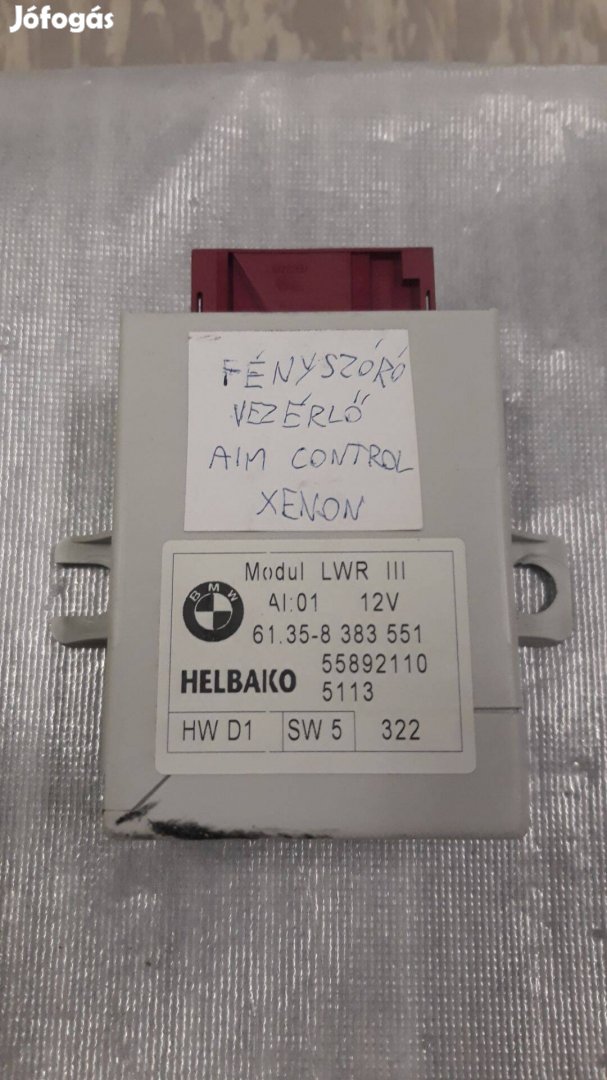 Jófogás
FÉNYSZÓRÓ
VEZÉRLŐ
AIM CONTROL
XENON
Modul LWR III
BMW
AI:01 12V
61.35-8 383 551
HELBAKO 55892110
5113
HW D1 SW 5 322